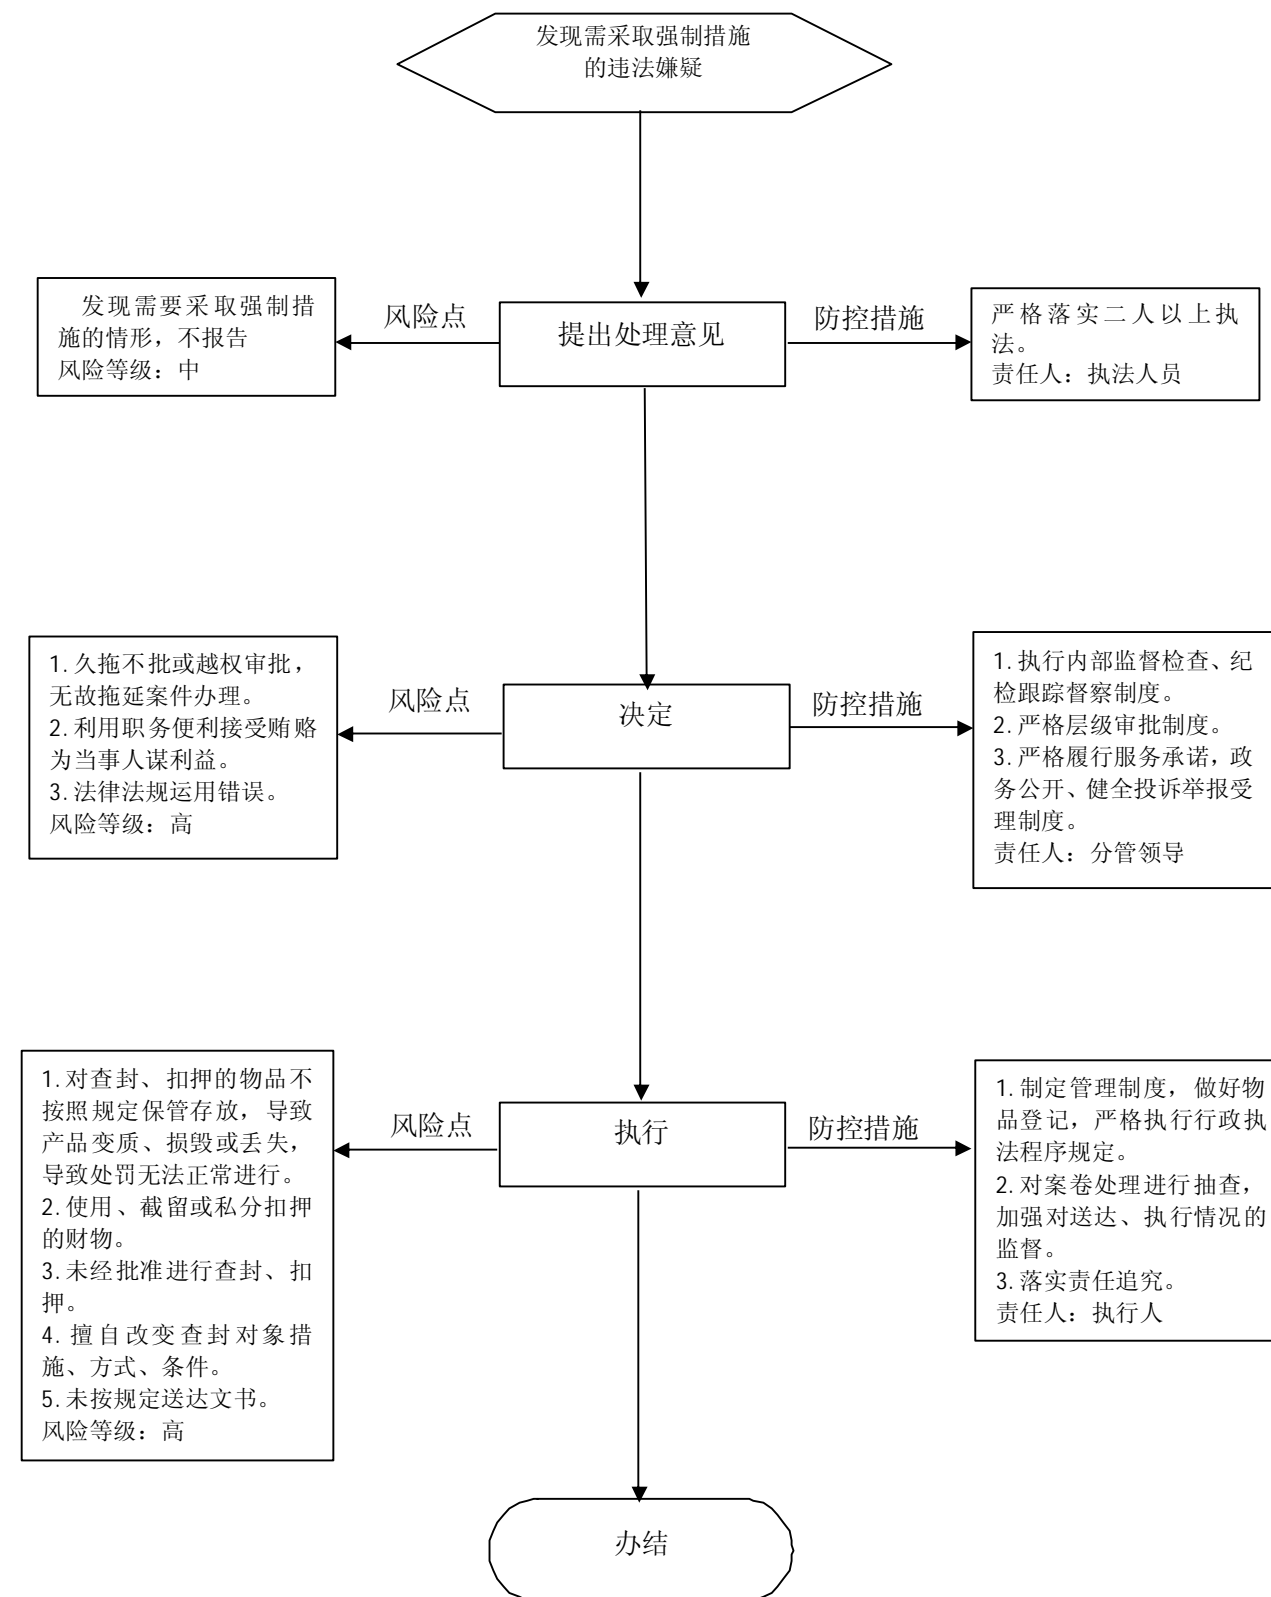 发现需采取强制措施
的违法嫌疑
发现需要采取强制措
施的情形，不报告
风险等级：中
风险点
提出处理意见
防控措施
严格落实二人以上执
法。
责任人：执法人员
1.久拖不批或越权审批，
无故拖延案件办理。
2.利用职务便利接受贿赂
为当事人谋利益。
3.法律法规运用错误。
风险等级：高
风险点
决定
防控措施
1.执行内部监督检查、纪
检跟踪督察制度。
2.严格层级审批制度。
3.严格履行服务承诺，政
务公开、健全投诉举报受
理制度。
责任人：分管领导
1.对查封、扣押的物品不
按照规定保管存放，导致
产品变质、损毁或丢失，
导致处罚无法正常进行。
2.使用、截留或私分扣押
的财物。
3.未经批准进行查封、扣
押。
4.擅自改变查封对象措
施、方式、条件。
5.未按规定送达文书。
风险等级：高
风险点
执行
防控措施
1.制定管理制度，做好物
品登记，严格执行行政执
法程序规定。
2.对案卷处理进行抽查，
加强对送达、执行情况的
监督。
3.落实责任追究。
责任人：执行人
办结